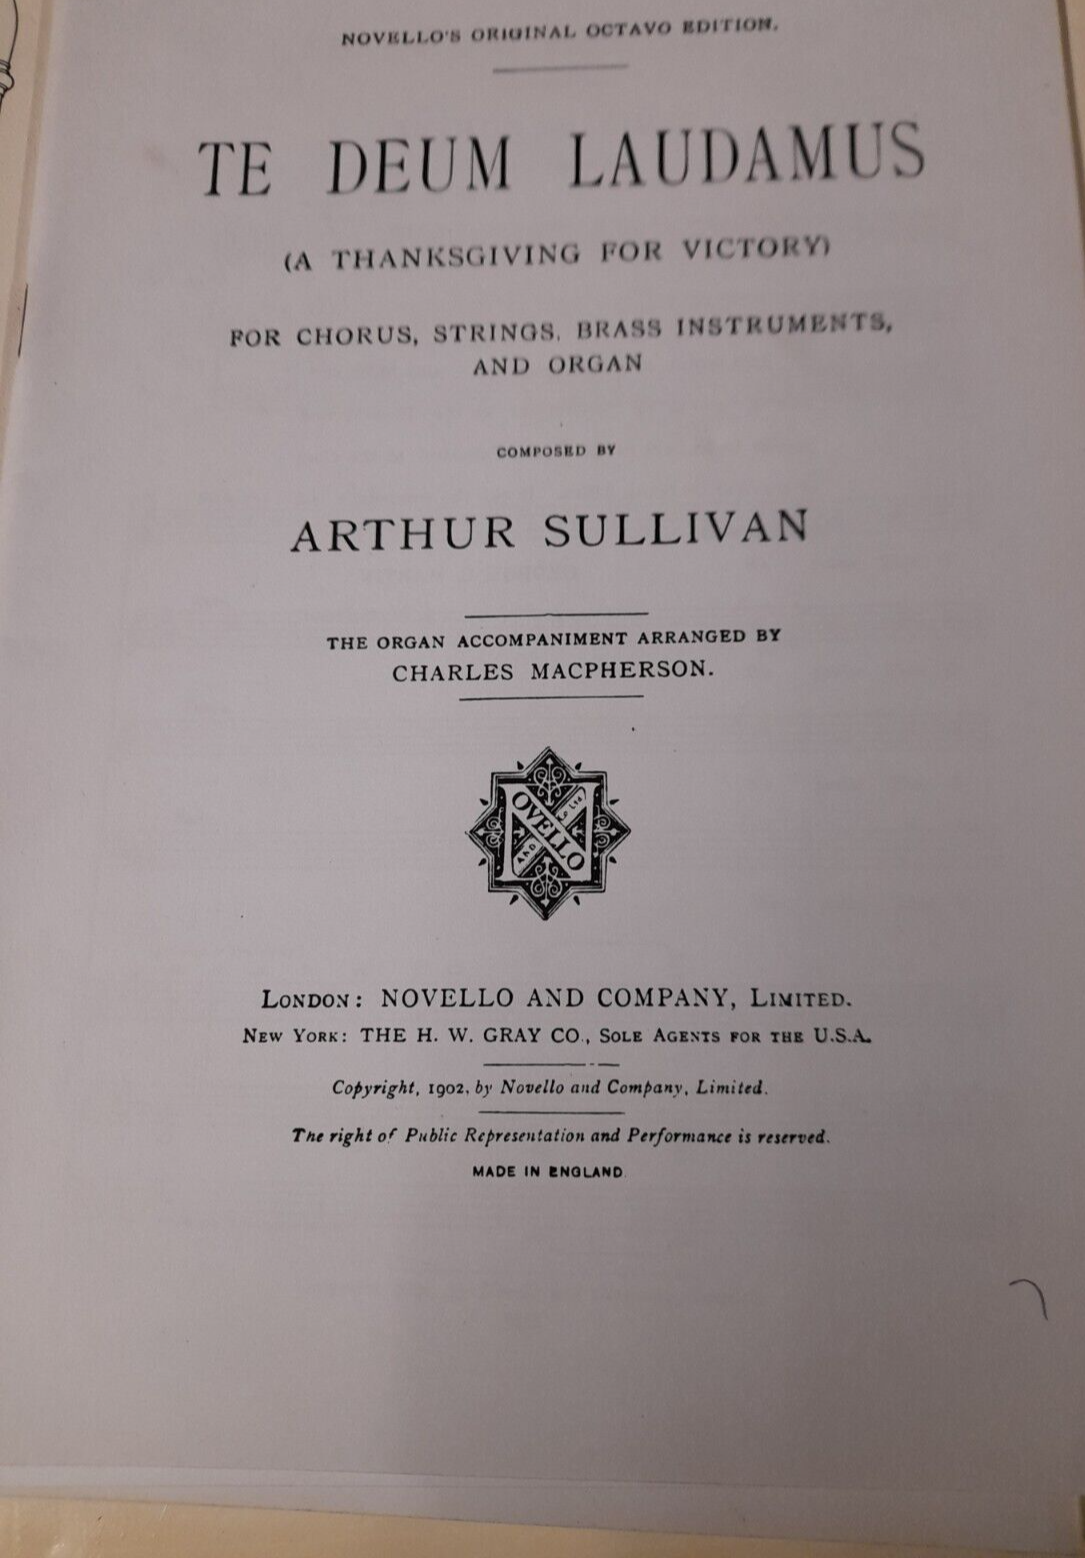 NOVELLO'S ORIGINAL OCTAVO EDITION.
TE DEUM LAUDAMUS
(A THANKSGIVING FOR VICTORY)
FOR CHORUS, STRINGS, BRASS INSTRUMENTS,
AND ORGAN
COMPOSED BY
ARTHUR SULLIVAN
THE ORGAN ACCOMPANIMENT ARRANGED BY
CHARLES MACPHERSON.
NOVELLO
AND Co Ltd
LONDON: NOVELLO AND COMPANY, LIMITED.
NEW YORK: THE H. W. GRAY CO., SOLE AGENTS FOR THE U.S.A.
Copyright, 1902, by Novello and Company, Limited.
The right of Public Representation and Performance is reserved.
MADE IN ENGLAND.